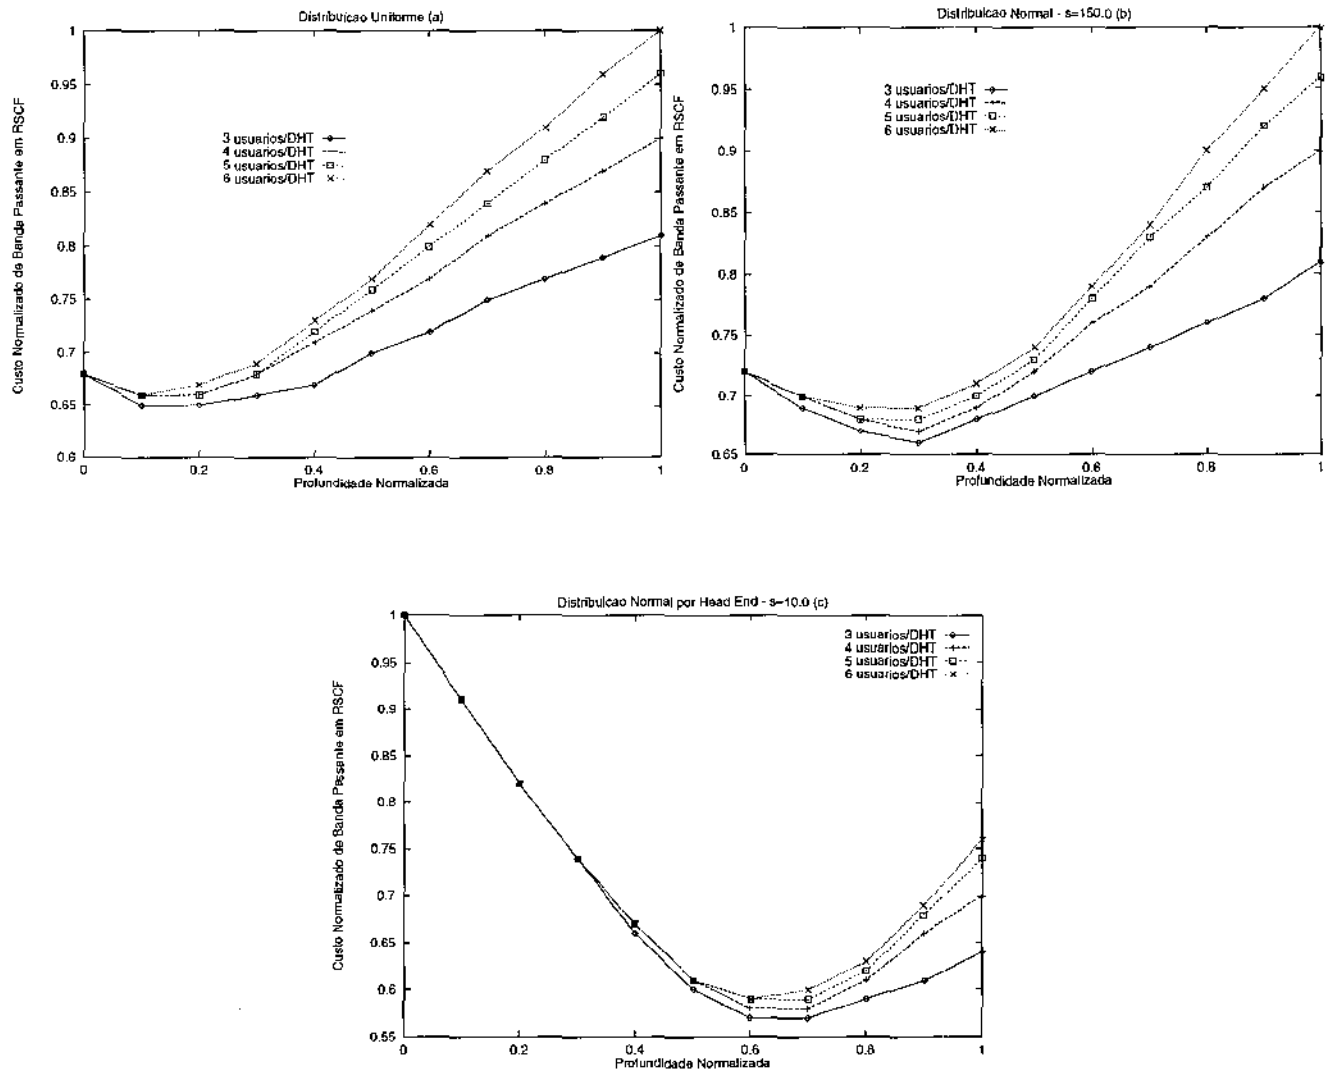 Distribuicao Uniforme (a)
Custo Normalizado de Banda Passante em RSCF
1
0.95
0.9
0.85
0.8
0.75
0.7
0.65
0.6
3 usuarios/DHT
4 usuarios/DHT
5 usuarios/DHT
6 usuarios/DHT
0 0.2 0.4 0.6 0.8 1
Profundidade Normalizada
Distribuicao Normal - s=150.0 (b)
Custo Normalizado de Banda Passante em RSCF
1
0.95
0.9
0.85
0.8
0.75
0.7
0.65
3 usuarios/DHT
4 usuarios/DHT
5 usuarios/DHT
6 usuarios/DHT
0 0.2 0.4 0.6 0.8 1
Profundidade Normalizada
Distribuicao Normal por Head End - s=10.0 (c)
Custo Normalizado de Banda Passante em RSCF
1
0.95
0.9
0.85
0.8
0.75
0.7
0.65
0.6
0.55
3 usuarios/DHT
4 usuarios/DHT
5 usuarios/DHT
6 usuarios/DHT
0 0.2 0.4 0.6 0.8 1
Profundidade Normalizada